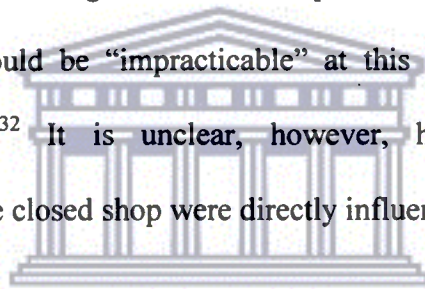 ould be “impracticable” at this
32 It is unclear, however, h
e closed shop were directly influen